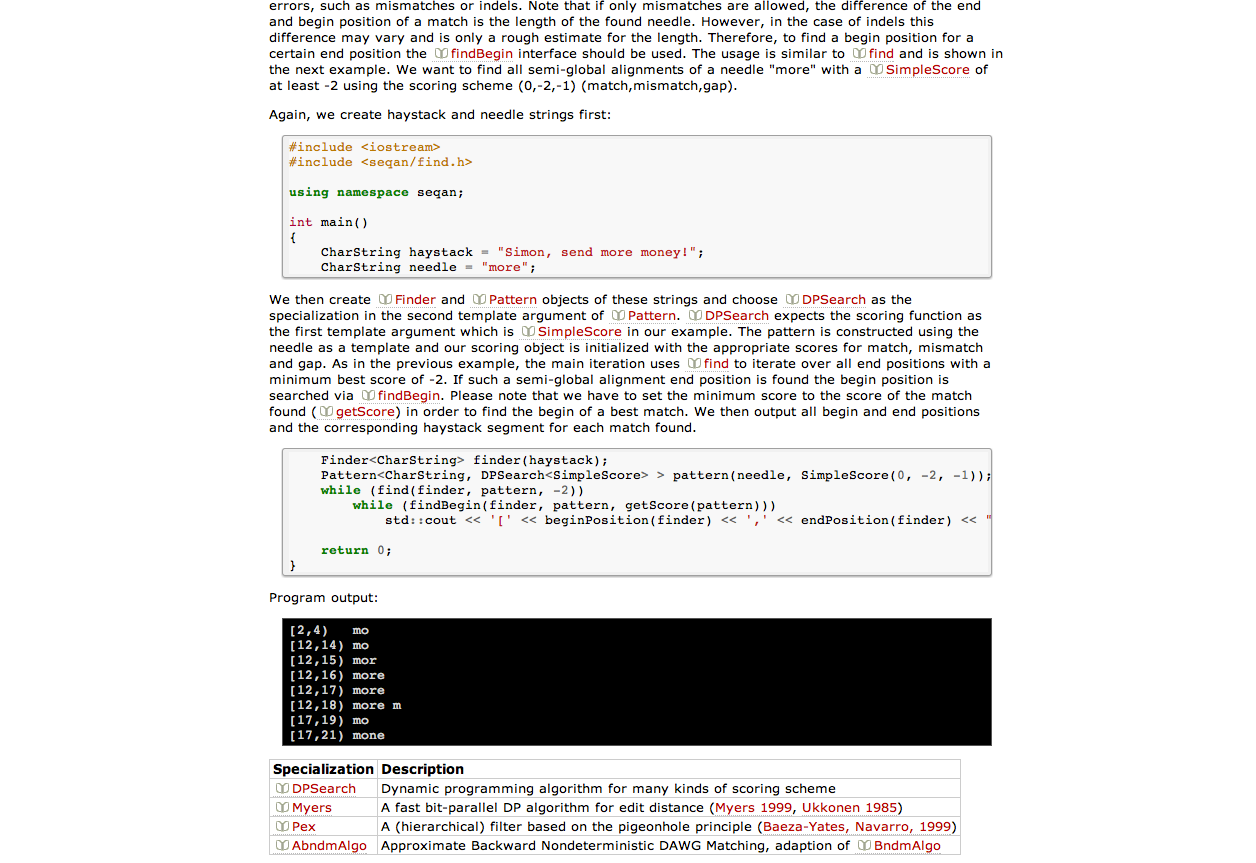 errors, such as mismatches or indels. Note that if only mismatches are allowed, the difference of the end
and begin position of a match is the length of the found needle. However, in the case of indels this
difference may vary and is only a rough estimate for the length. Therefore, to find a begin position for a
certain end position the findBegin interface should be used. The usage is similar to find and is shown in
the next example. We want to find all semi-global alignments of a needle "more" with a SimpleScore of
at least -2 using the scoring scheme (0,-2,-1) (match,mismatch,gap).
Again, we create haystack and needle strings first:
#include <iostream>
#include <seqan/find.h>
using namespace seqan;
int main()
{
    CharString haystack = "Simon, send more money!";
    CharString needle = "more";
We then create Finder and Pattern objects of these strings and choose DPSearch as the
specialization in the second template argument of Pattern. DPSearch expects the scoring function as
the first template argument which is SimpleScore in our example. The pattern is constructed using the
needle as a template and our scoring object is initialized with the appropriate scores for match, mismatch
and gap. As in the previous example, the main iteration uses find to iterate over all end positions with a
minimum best score of -2. If such a semi-global alignment end position is found the begin position is
searched via findBegin. Please note that we have to set the minimum score to the score of the match
found (getScore) in order to find the begin of a best match. We then output all begin and end positions
and the corresponding haystack segment for each match found.
    Finder<CharString> finder(haystack);
    Pattern<CharString, DPSearch<SimpleScore> > pattern(needle, SimpleScore(0, -2, -1));
    while (find(finder, pattern, -2))
        while (findBegin(finder, pattern, getScore(pattern)))
            std::cout << '[' << beginPosition(finder) << ',' << endPosition(finder) << "
    return 0;
}
Program output:
[2,4)   mo
[12,14) mo
[12,15) mor
[12,16) more
[12,17) more
[12,18) more m
[17,19) mo
[17,21) mone
Specialization Description
DPSearch Dynamic programming algorithm for many kinds of scoring scheme
Myers A fast bit-parallel DP algorithm for edit distance (Myers 1999, Ukkonen 1985)
Pex A (hierarchical) filter based on the pigeonhole principle (Baeza-Yates, Navarro, 1999)
AbndmAlgo Approximate Backward Nondeterministic DAWG Matching, adaption of BndmAlgo